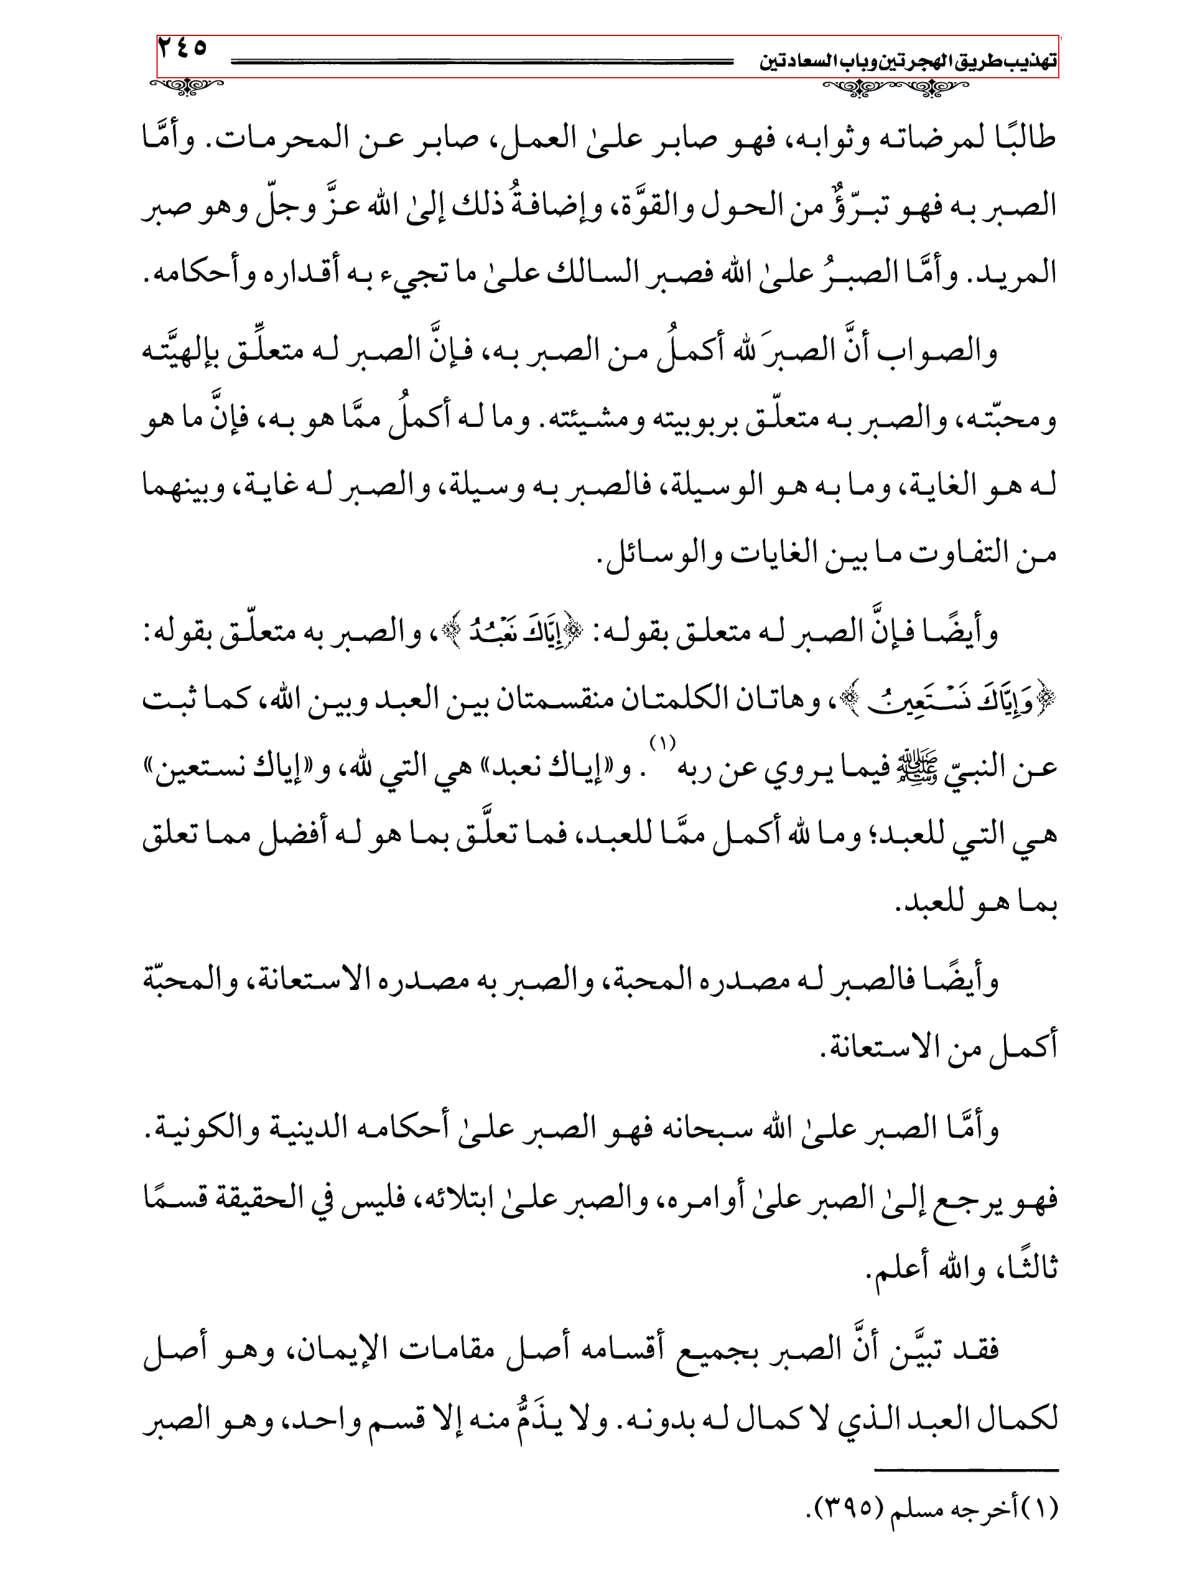 تهذيب طريق الهجرتين وباب السعادتين ٢٤٥
طالبًا لمرضاته وثوابه، فهو صابر علىٰ العمل، صابر عن المحرمات. وأمَّا
الصبر به فهو تبرّؤٌ من الحول والقوَّة، وإضافةُ ذلك إلىٰ الله عزَّ وجلّ وهو صبر
المريد. وأمَّا الصبرُ علىٰ الله فصبر السالك علىٰ ما تجيء به أقداره وأحكامه.
والصواب أنَّ الصبرَ لله أكملُ من الصبر به، فإنَّ الصبر له متعلِّق بإلهيَّته
ومحبّته، والصبر به متعلّق بربوبيته ومشيئته. وما له أكملُ ممَّا هو به، فإنَّ ما هو
له هو الغاية، وما به هو الوسيلة، فالصبر به وسيلة، والصبر له غاية، وبينهما
من التفاوت ما بين الغايات والوسائل.
وأيضًا فإنَّ الصبر له متعلق بقوله: ﴿إِيَّاكَ نَعۡبُدُ﴾، والصبر به متعلّق بقوله:
﴿وَإِيَّاكَ نَسۡتَعِينُ﴾، وهاتان الكلمتان منقسمتان بين العبد وبين الله، كما ثبت
عن النبيّ ﷺ فيما يروي عن ربه(١). و«إياك نعبد» هي التي لله، و«إياك نستعين»
هي التي للعبد؛ وما لله أكمل ممَّا للعبد، فما تعلَّق بما هو له أفضل مما تعلق
بما هو للعبد.
وأيضًا فالصبر له مصدره المحبة، والصبر به مصدره الاستعانة، والمحبّة
أكمل من الاستعانة.
وأمَّا الصبر علىٰ الله سبحانه فهو الصبر علىٰ أحكامه الدينية والكونية.
فهو يرجع إلىٰ الصبر علىٰ أوامره، والصبر علىٰ ابتلائه، فليس في الحقيقة قسمًا
ثالثًا، والله أعلم.
فقد تبيَّن أنَّ الصبر بجميع أقسامه أصل مقامات الإيمان، وهو أصل
لكمال العبد الذي لا كمال له بدونه. ولا يذَمُّ منه إلا قسم واحد، وهو الصبر
(١) أخرجه مسلم (٣٩٥).